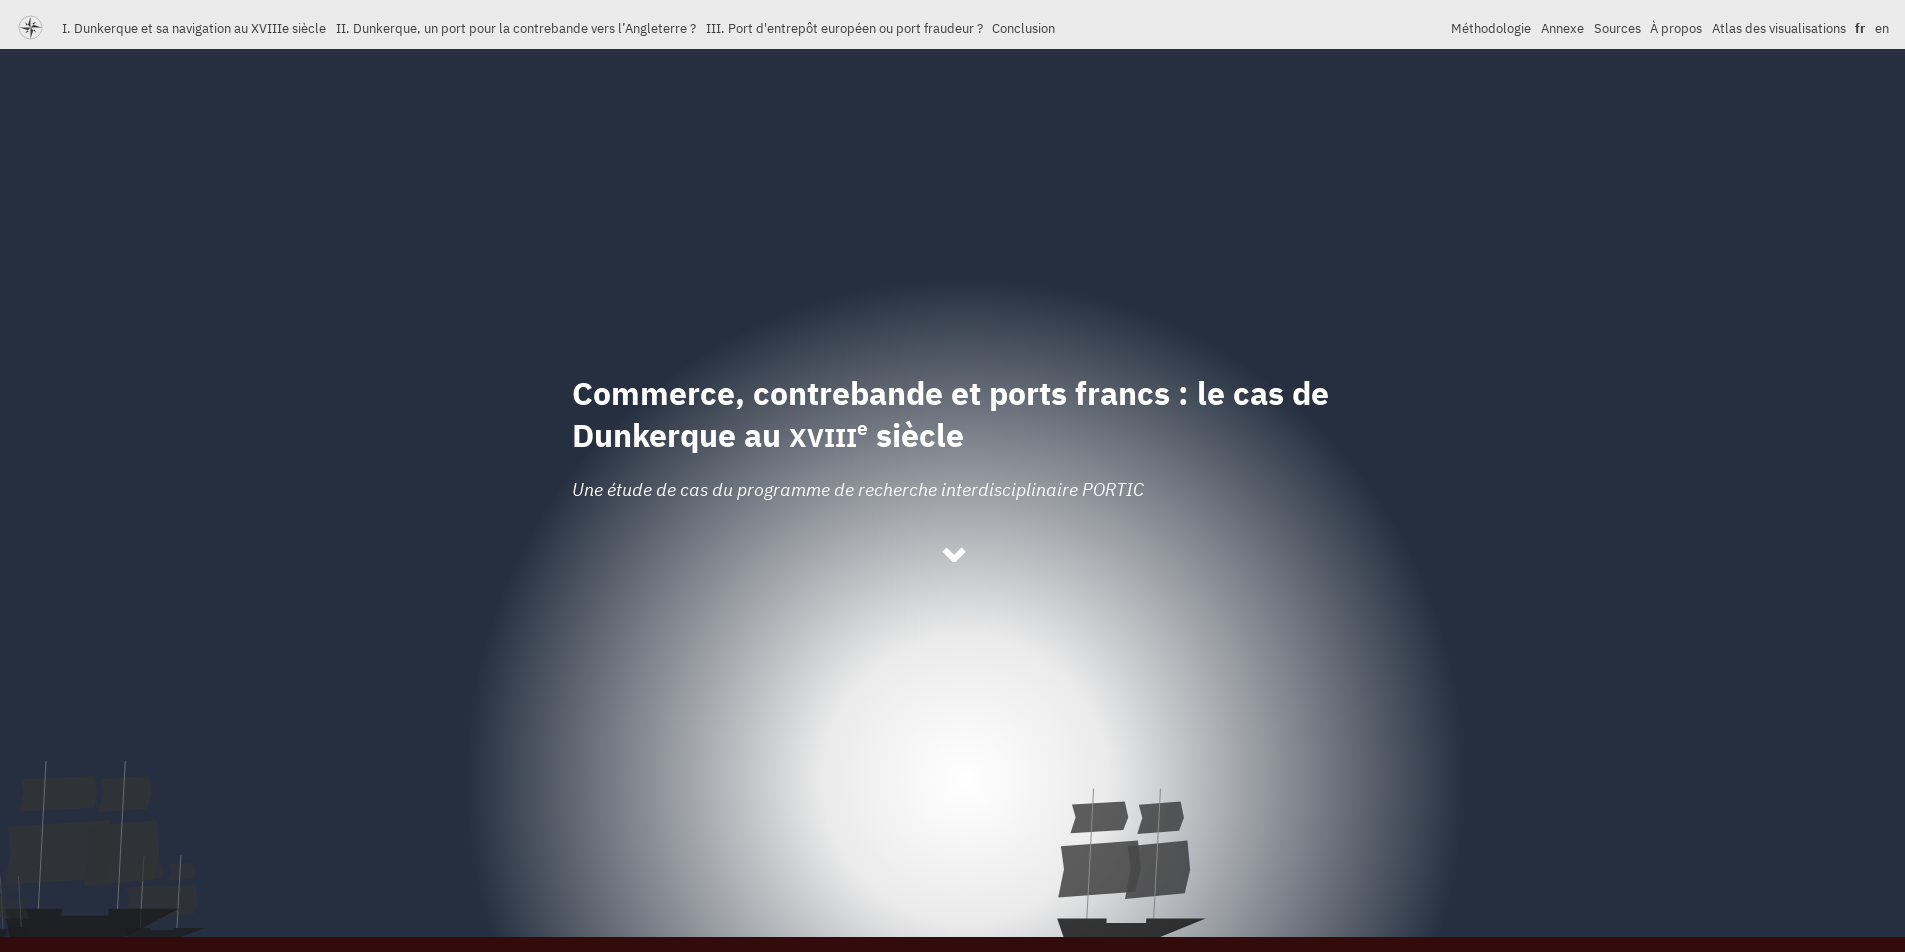 I. Dunkerque et sa navigation au XVIIIe siècle II. Dunkerque, un port pour la contrebande vers l’Angleterre ? III. Port d'entrepôt européen ou port fraudeur ? Conclusion Méthodologie Annexe Sources À propos Atlas des visualisations fr en
Commerce, contrebande et ports francs : le cas de
Dunkerque au XVIIIe siècle
Une étude de cas du programme de recherche interdisciplinaire PORTIC